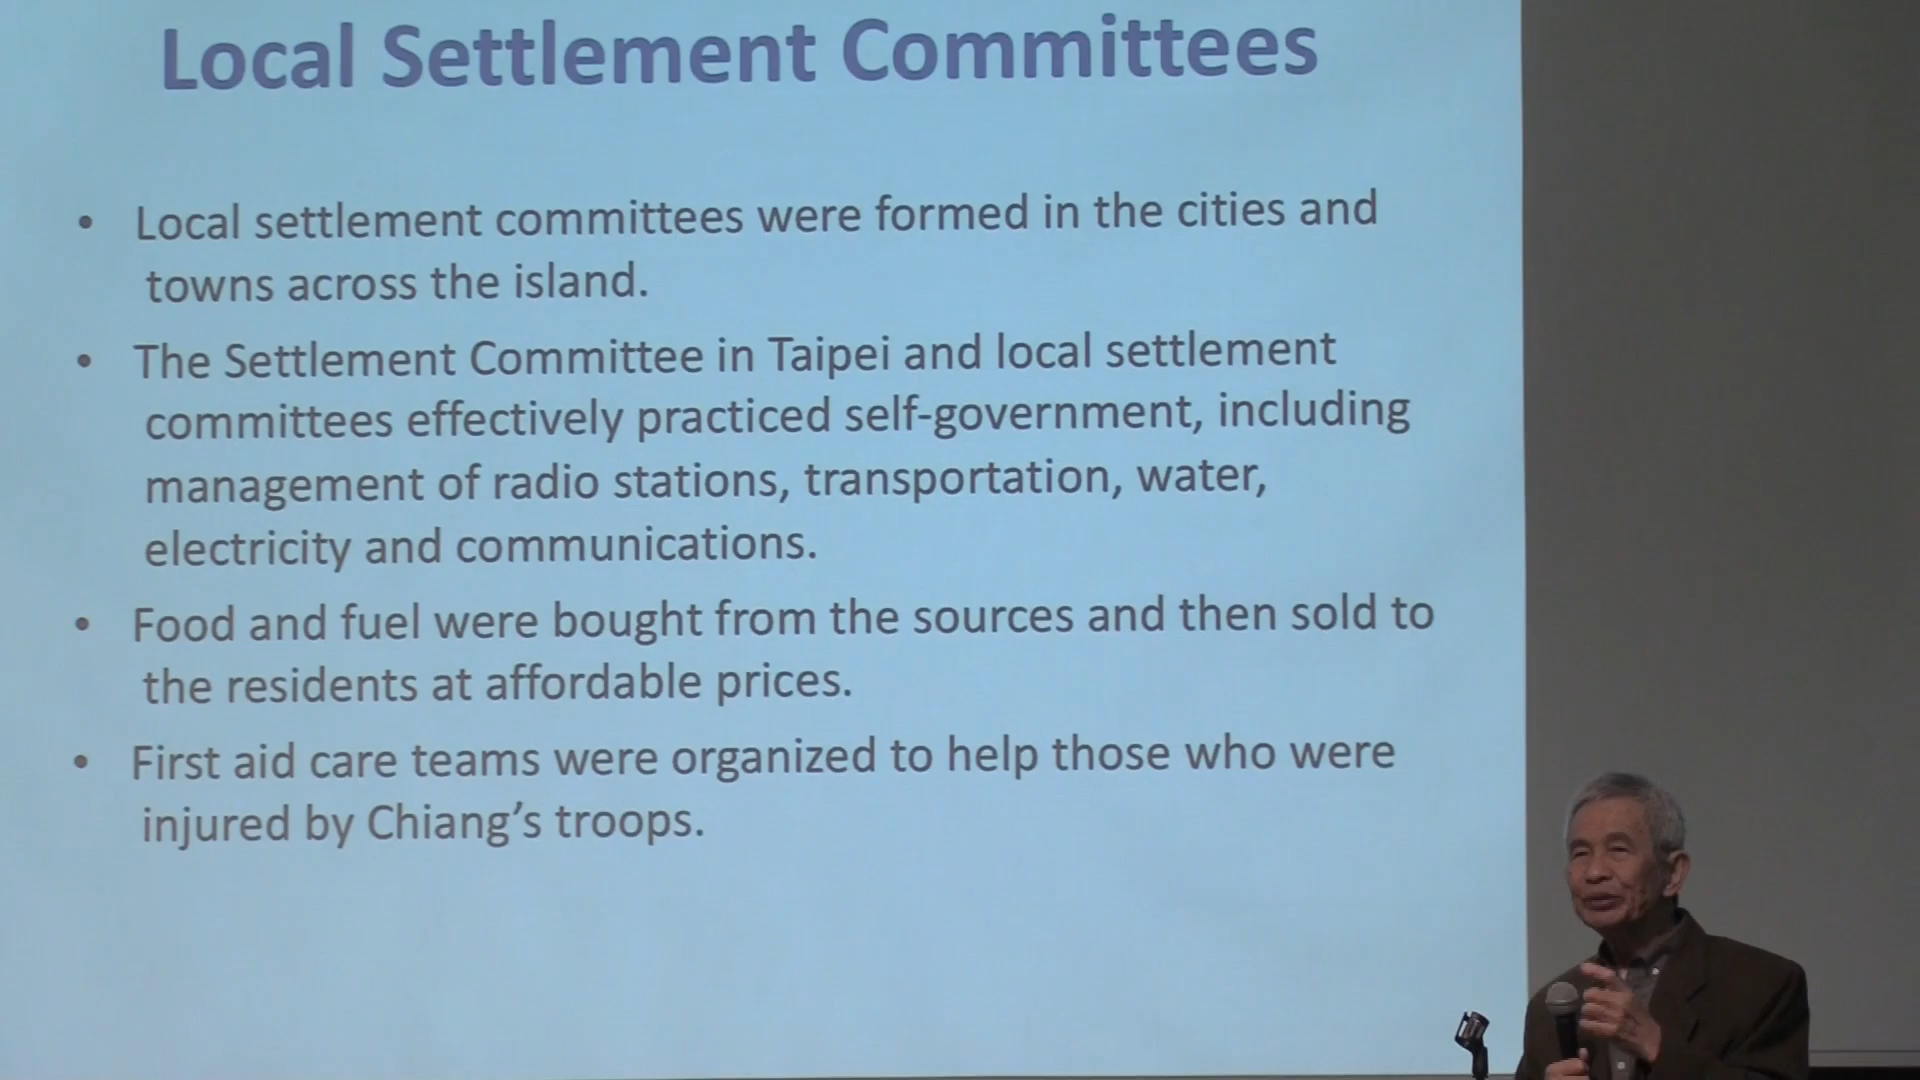 Local Settlement Committees
• Local settlement committees were formed in the cities and
towns across the island.
• The Settlement Committee in Taipei and local settlement
committees effectively practiced self-government, including
management of radio stations, transportation, water,
electricity and communications.
• Food and fuel were bought from the sources and then sold to
the residents at affordable prices.
• First aid care teams were organized to help those who were
injured by Chiang’s troops.